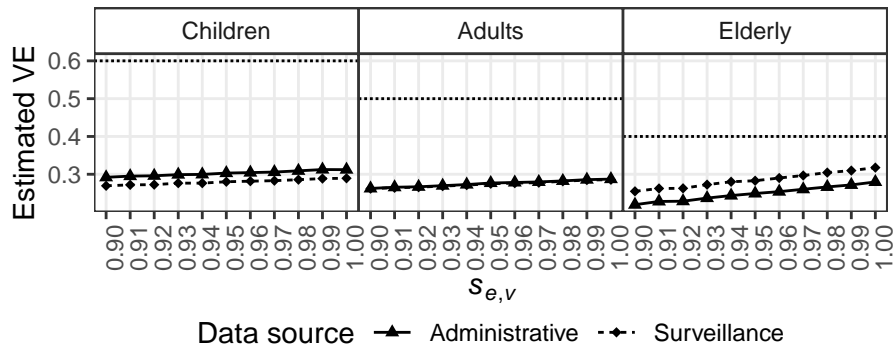 Children Adults Elderly
Estimated VE
0.6
0.5
0.4
0.3
0.90 0.91 0.92 0.93 0.94 0.95 0.96 0.97 0.98 0.99 1.00 0.90 0.91 0.92 0.93 0.94 0.95 0.96 0.97 0.98 0.99 1.00 0.90 0.91 0.92 0.93 0.94 0.95 0.96 0.97 0.98 0.99 1.00
s_{e,v}
Data source Administrative Surveillance